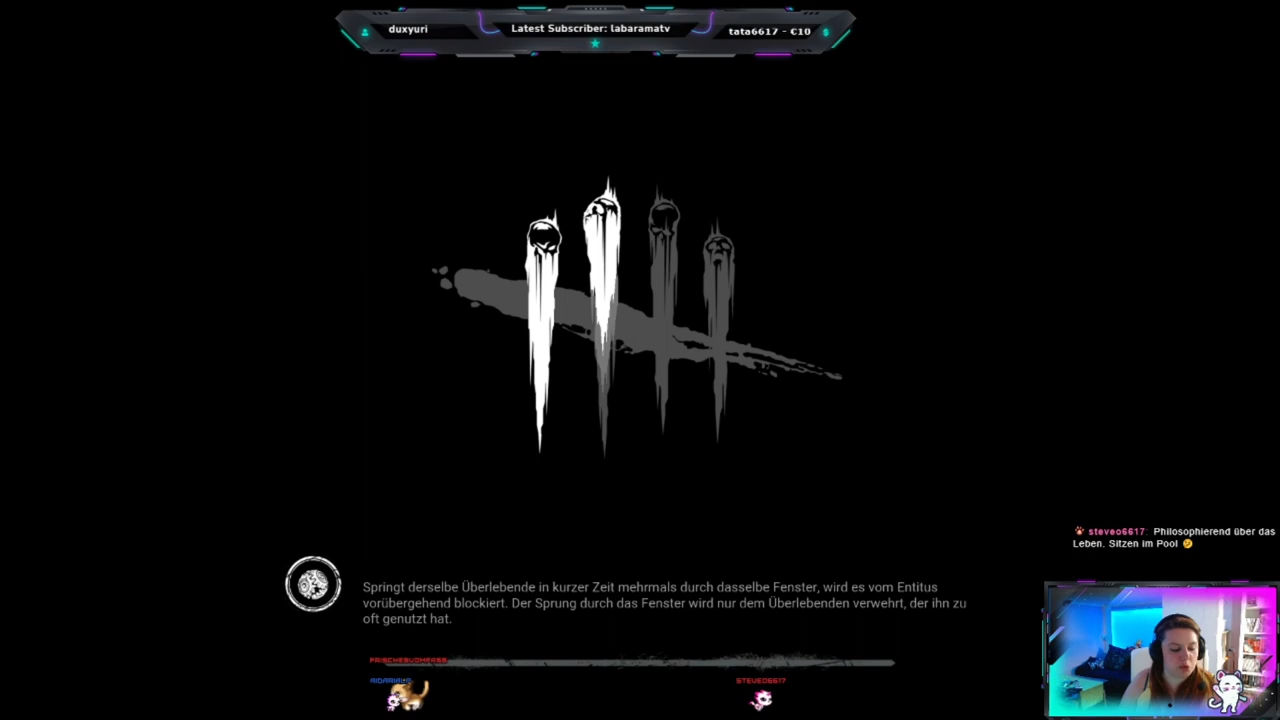 duxyuri
Latest Subscriber: labaramatv
tata6617 - €10
steveo6617: Philosophierend über das
Leben. Sitzen im Pool
Springt derselbe Überlebende in kurzer Zeit mehrmals durch dasselbe Fenster, wird es vom Entitus
vorübergehend blockiert. Der Sprung durch das Fenster wird nur dem Überlebenden verwehrt, der ihn zu
oft genutzt hat.
STEVEO6617